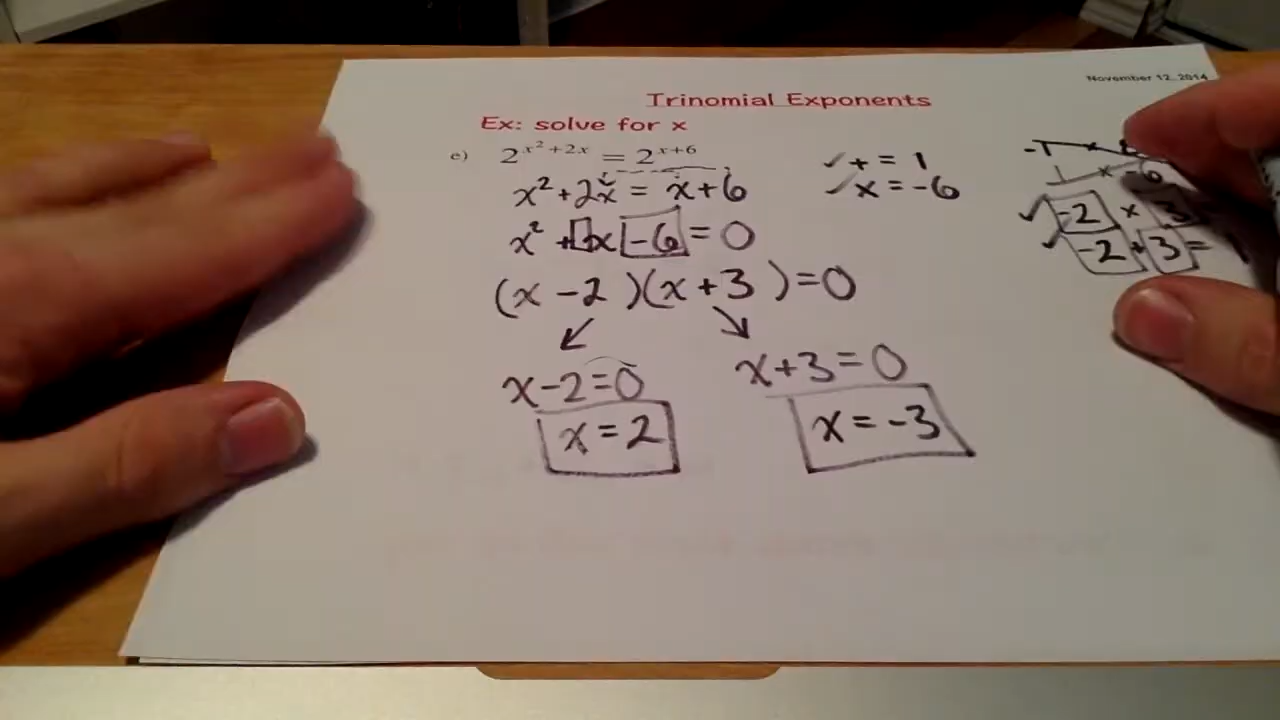 November 12, 2014
Trinomial Exponents
Ex: solve for x
e) 2^(x²+2x) = 2^(x+6)
x²+2x = x+6
x² +1x -6 = 0
(x -2 )(x +3 ) = 0
x-2=0 x+3=0
x=2 x=-3
✓ + = 1
✓ x = -6
✓ -2 x 3
✓ -2 + 3 = 1